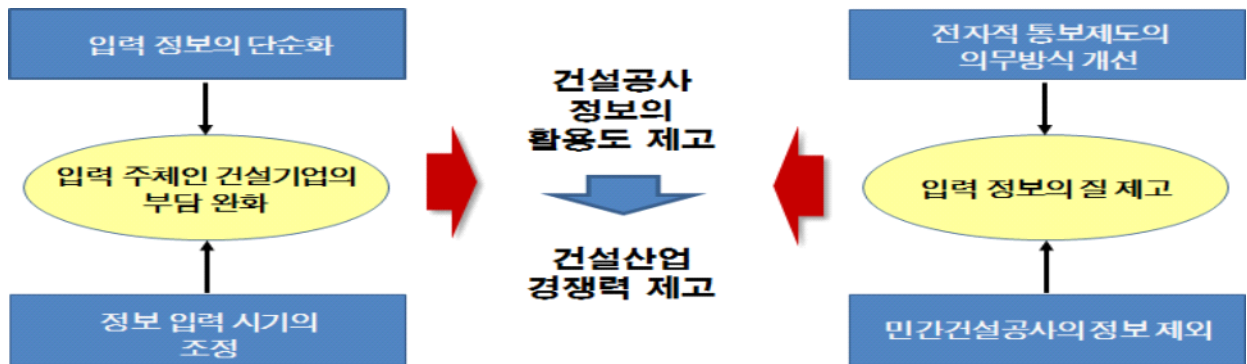 입력 정보의 단순화
입력 주체인 건설기업의
부담 완화
정보 입력 시기의
조정
건설공사
정보의
활용도 제고
건설산업
경쟁력 제고
전자적 통보제도의
의무방식 개선
입력 정보의 질 제고
민간건설공사의 정보 제외